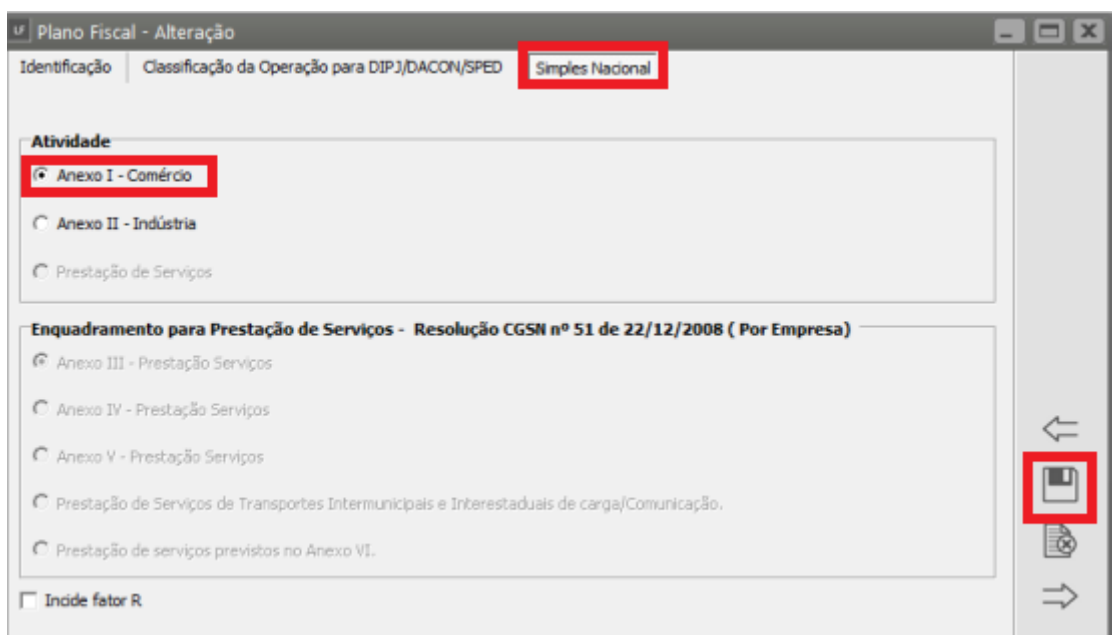 LF Plano Fiscal - Alteração
Identificação Classificação da Operação para DIPJ/DACON/SPED Simples Nacional
Atividade
Anexo I - Comércio
Anexo II - Indústria
Prestação de Serviços
Enquadramento para Prestação de Serviços - Resolução CGSN nº 51 de 22/12/2008 ( Por Empresa)
Anexo III - Prestação Serviços
Anexo IV - Prestação Serviços
Anexo V - Prestação Serviços
Prestação de Serviços de Transportes Intermunicipais e Interestaduais de carga/Comunicação.
Prestação de serviços previstos no Anexo VI.
Incide fator R